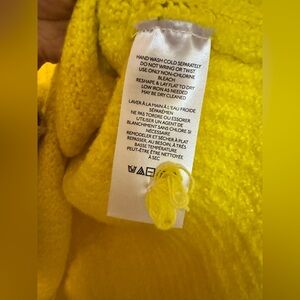 HAND WASH COLD SEPARATELY
DO NOT WRING OR TWIST
USE ONLY NON-CHLORINE
BLEACH
RESHAPE & LAY FLAT TO DRY
LOW IRON AS NEEDED
MAY BE DRY CLEANED
LAVER À LA MAIN À L'EAU FROIDE
SÉPARÉMEN
NE PAS TORDRE OU ESSORER
UTILISER UN AGENT DE
BLANCHIMENT SANS CHLORE SI
NÉCESSAIRE
REMODELER ET SÉCHER À PLAT
REPASSER, AU BESOIN, À TRÈS
BASSE TEMPÉRATURE
PEUT-ÊTRE ÊTRE NETTOYÉE
À SEC